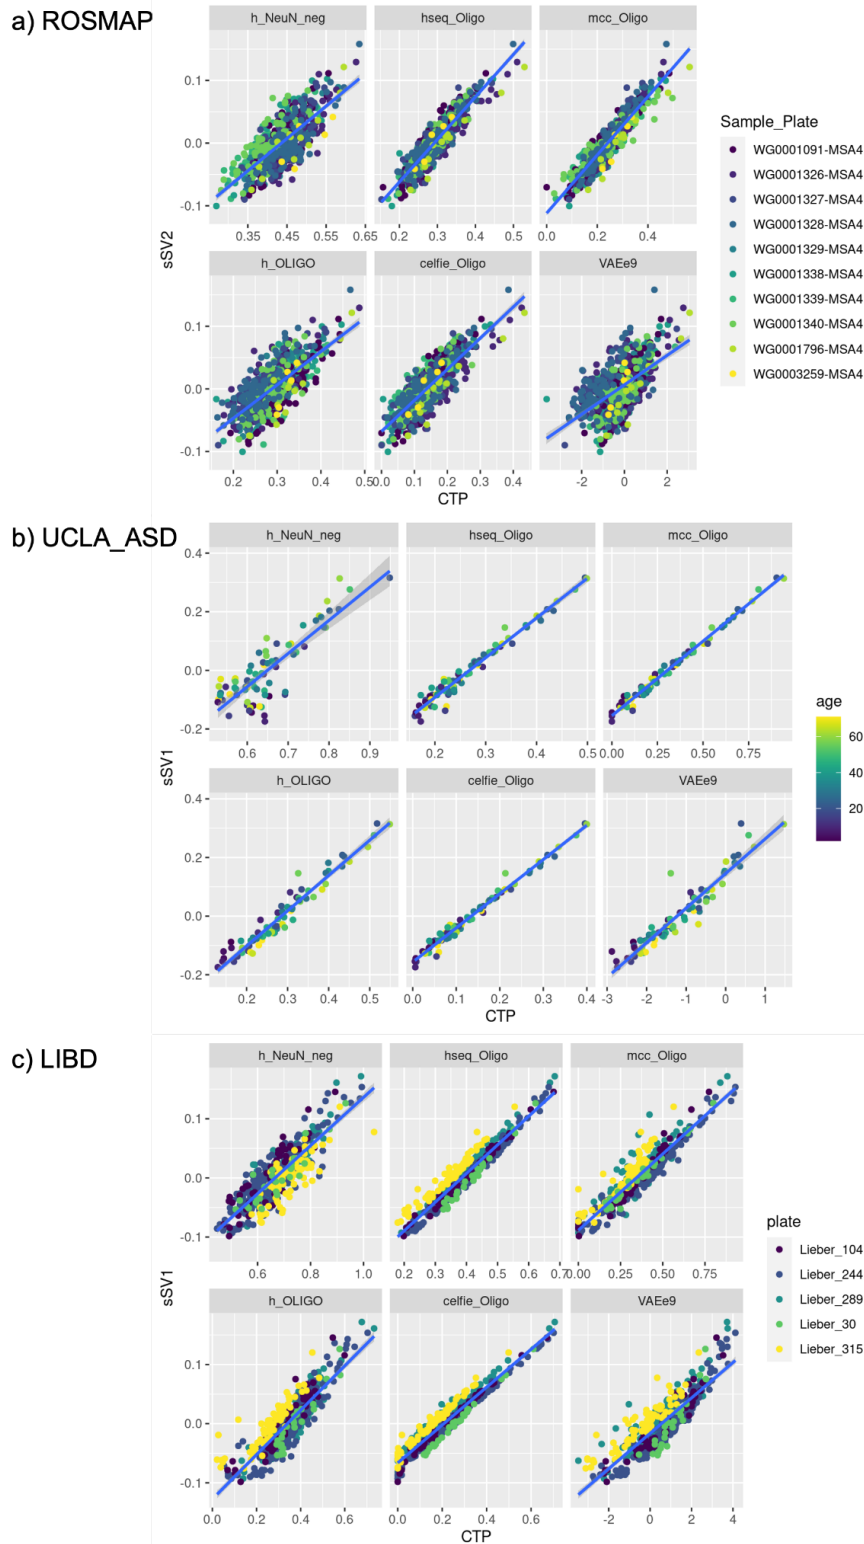 a) ROSMAP
h_NeuN_neg hseq_Oligo mcc_Oligo
0.1
0.0
-0.1
0.35 0.45 0.55 0.65 0.2 0.3 0.4 0.5 0.0 0.2 0.4
h_OLIGO celfie_Oligo VAEe9
0.1
0.0
-0.1
0.2 0.3 0.4 0.5 0.0 0.1 0.2 0.3 0.4 -2 0 2
sSV2
CTP
Sample_Plate
WG0001091-MSA4
WG0001326-MSA4
WG0001327-MSA4
WG0001328-MSA4
WG0001329-MSA4
WG0001338-MSA4
WG0001339-MSA4
WG0001340-MSA4
WG0001796-MSA4
WG0003259-MSA4
b) UCLA_ASD
h_NeuN_neg hseq_Oligo mcc_Oligo
0.4
0.2
0.0
-0.2
0.6 0.7 0.8 0.9 0.2 0.3 0.4 0.5 0.00 0.25 0.50 0.75
h_OLIGO celfie_Oligo VAEe9
0.4
0.2
0.0
-0.2
0.2 0.3 0.4 0.5 0.0 0.1 0.2 0.3 0.4 -3 -2 -1 0 1
sSV1
CTP
age
60
40
20
c) LIBD
h_NeuN_neg hseq_Oligo mcc_Oligo
0.1
0.0
-0.1
0.6 0.8 1.0 0.2 0.3 0.4 0.5 0.6 0.7 0.00 0.25 0.50 0.75
h_OLIGO celfie_Oligo VAEe9
0.1
0.0
-0.1
0.0 0.2 0.4 0.6 0.0 0.2 0.4 0.6 -2 0 2 4
sSV1
CTP
plate
Lieber_104
Lieber_244
Lieber_289
Lieber_30
Lieber_315